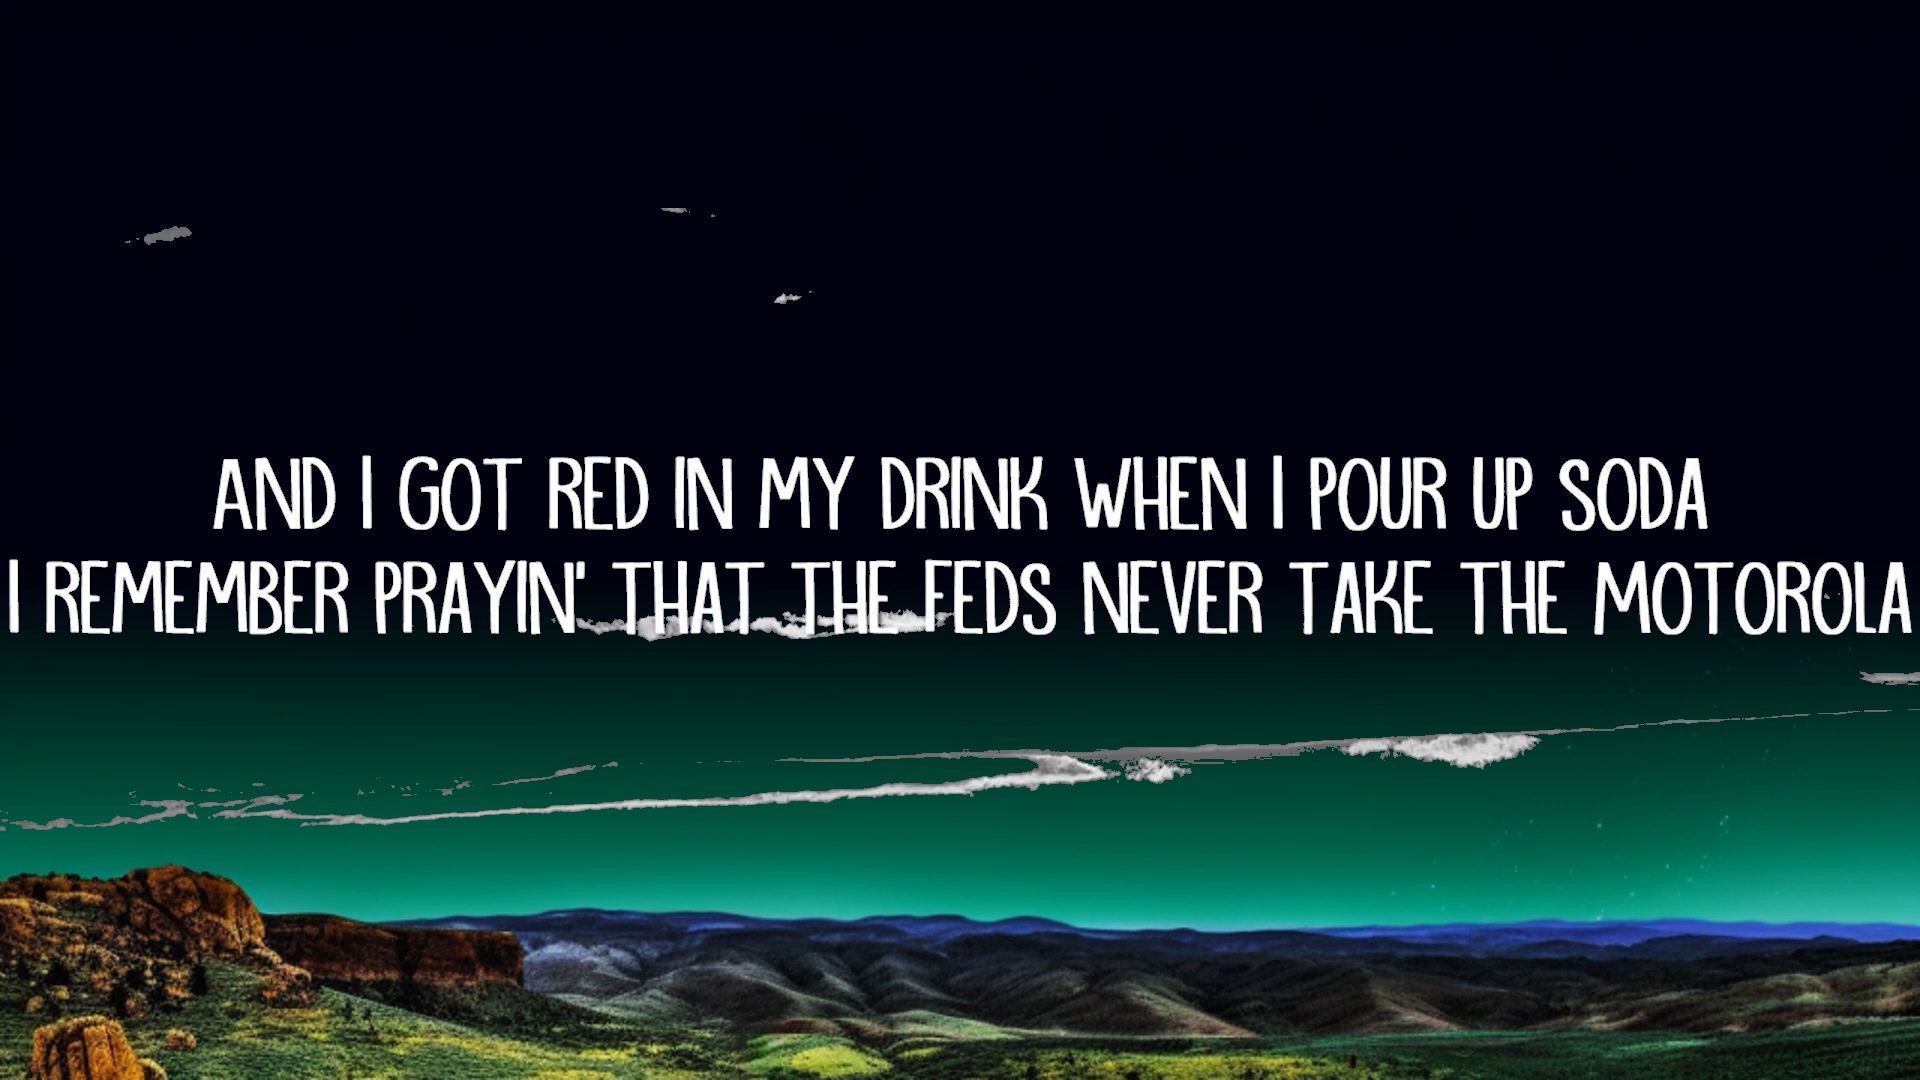 AND I GOT RED IN MY DRINK WHEN I POUR UP SODA
I REMEMBER PRAYIN' THAT THE FEDS NEVER TAKE THE MOTOROLA